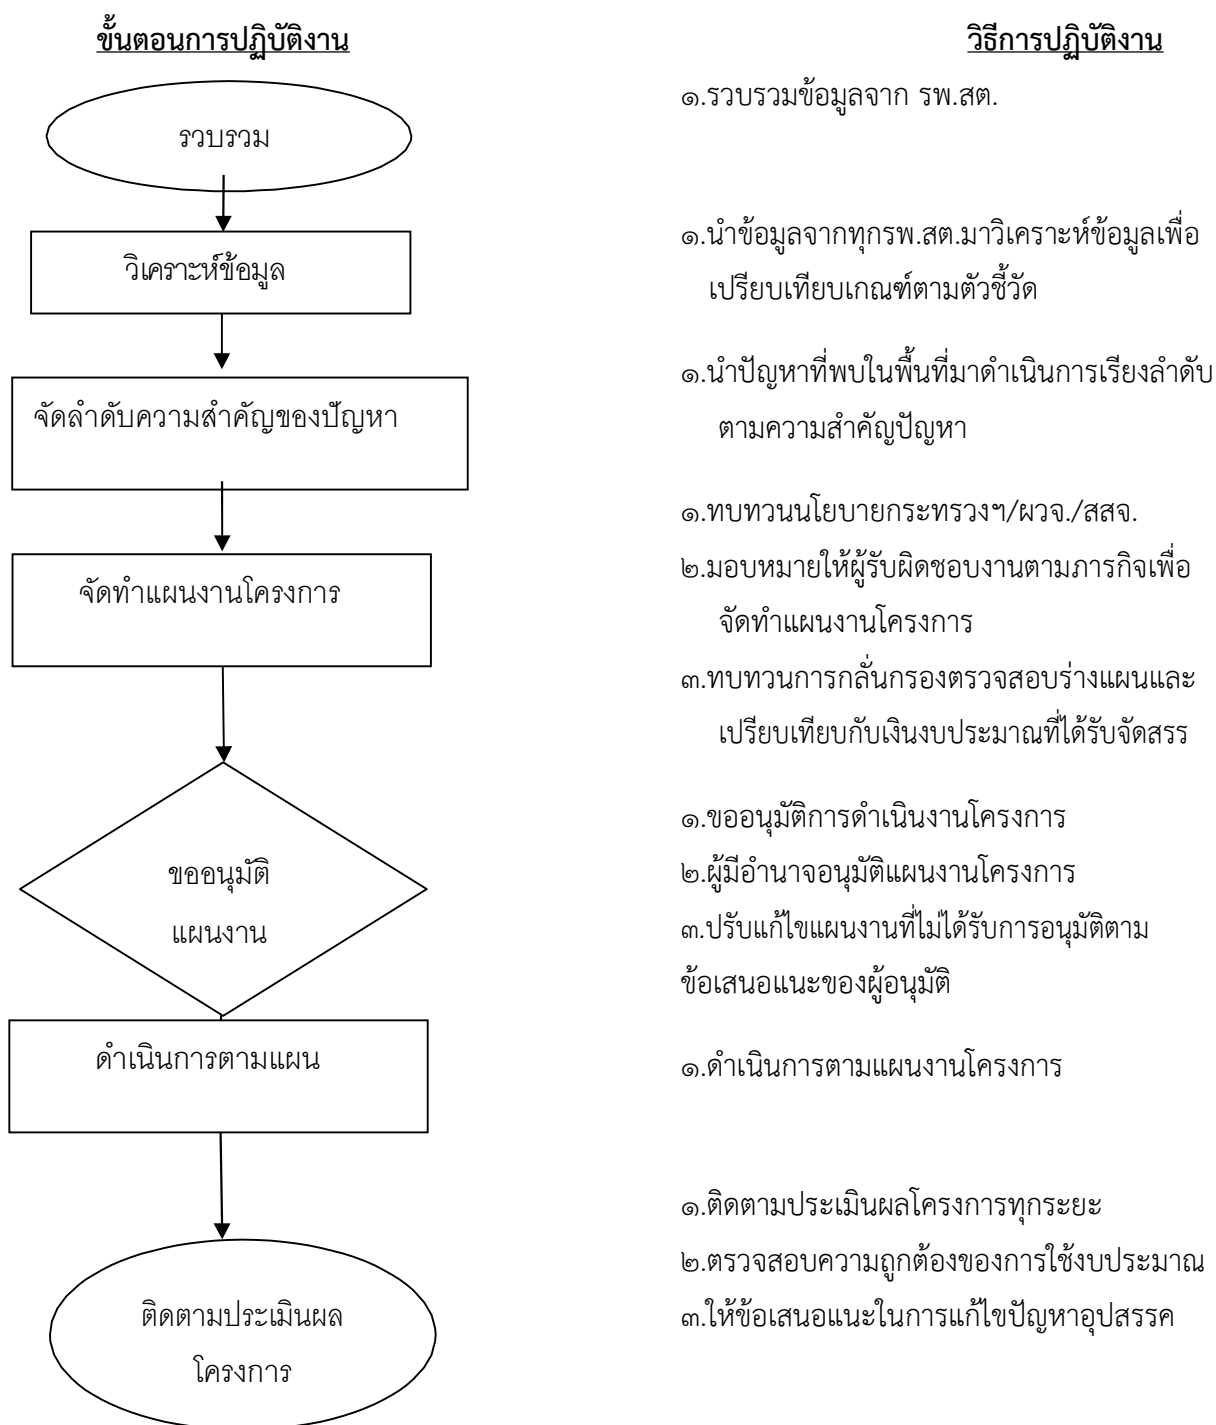 ขั้นตอนการปฏิบัติงาน
วิธีการปฏิบัติงาน
รวบรวม
๑.รวบรวมข้อมูลจาก รพ.สต.
วิเคราะห์ข้อมูล
๑.นำข้อมูลจากทุกรพ.สต.มาวิเคราะห์ข้อมูลเพื่อ
เปรียบเทียบเกณฑ์ตามตัวชี้วัด
จัดลำดับความสำคัญของปัญหา
๑.นำปัญหาที่พบในพื้นที่มาดำเนินการเรียงลำดับ
ตามความสำคัญปัญหา
จัดทำแผนงานโครงการ
๑.ทบทวนนโยบายกระทรวงฯ/ผวจ./สสจ.
๒.มอบหมายให้ผู้รับผิดชอบงานตามภารกิจเพื่อ
จัดทำแผนงานโครงการ
๓.ทบทวนการกลั่นกรองตรวจสอบร่างแผนและ
เปรียบเทียบกับเงินงบประมาณที่ได้รับจัดสรร
ขออนุมัติ
แผนงาน
๑.ขออนุมัติการดำเนินงานโครงการ
๒.ผู้มีอำนาจอนุมัติแผนงานโครงการ
๓.ปรับแก้ไขแผนงานที่ไม่ได้รับการอนุมัติตาม
ข้อเสนอแนะของผู้อนุมัติ
ดำเนินการตามแผน
๑.ดำเนินการตามแผนงานโครงการ
ติดตามประเมินผล
โครงการ
๑.ติดตามประเมินผลโครงการทุกระยะ
๒.ตรวจสอบความถูกต้องของการใช้งบประมาณ
๓.ให้ข้อเสนอแนะในการแก้ไขปัญหาอุปสรรค